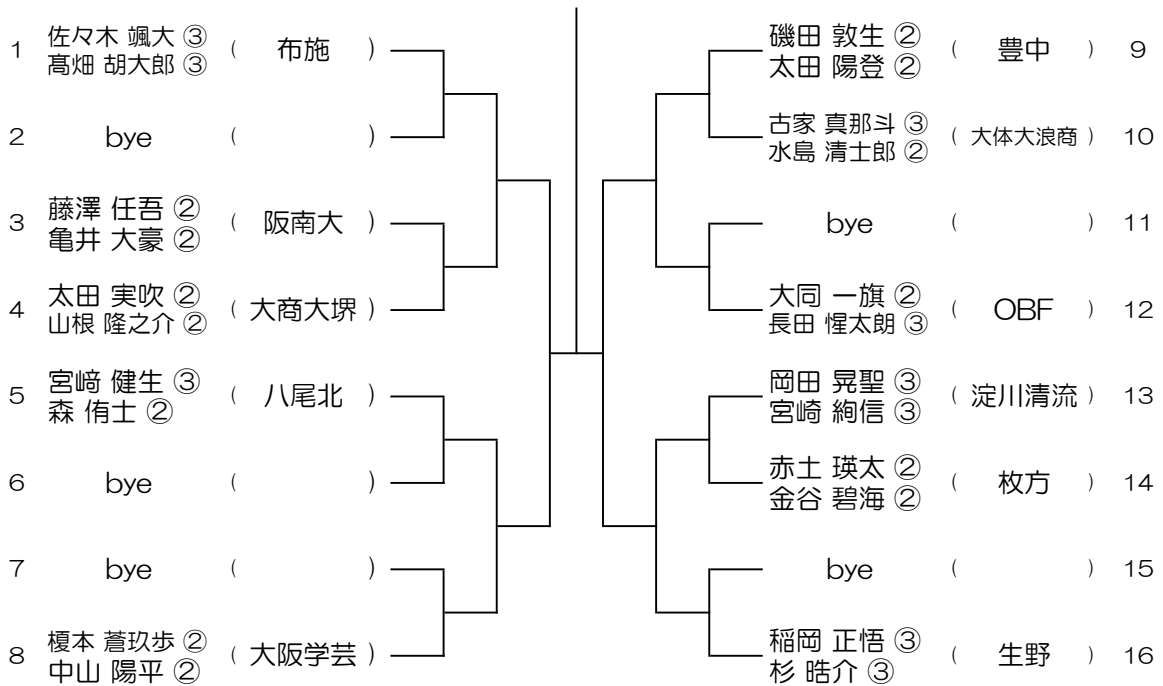 1 佐々木 颯大 ③ ( 布施 )
髙畑 胡大郎 ③
2 bye ( )
3 藤澤 任吾 ② ( 阪南大 )
亀井 大豪 ②
4 太田 実吹 ② ( 大商大堺 )
山根 隆之介 ②
5 宮﨑 健生 ③ ( 八尾北 )
森 侑士 ②
6 bye ( )
7 bye ( )
8 榎本 蒼玖歩 ② ( 大阪学芸 )
中山 陽平 ②
磯田 敦生 ② ( 豊中 ) 9
太田 陽登 ②
古家 真那斗 ③ ( 大体大浪商 ) 10
水島 清士郎 ②
bye ( ) 11
大同 一旗 ② ( OBF ) 12
長田 惺太朗 ③
岡田 晃聖 ③ ( 淀川清流 ) 13
宮崎 絢信 ③
赤土 瑛太 ② ( 枚方 ) 14
金谷 碧海 ②
bye ( ) 15
稲岡 正悟 ③ ( 生野 ) 16
杉 晧介 ③